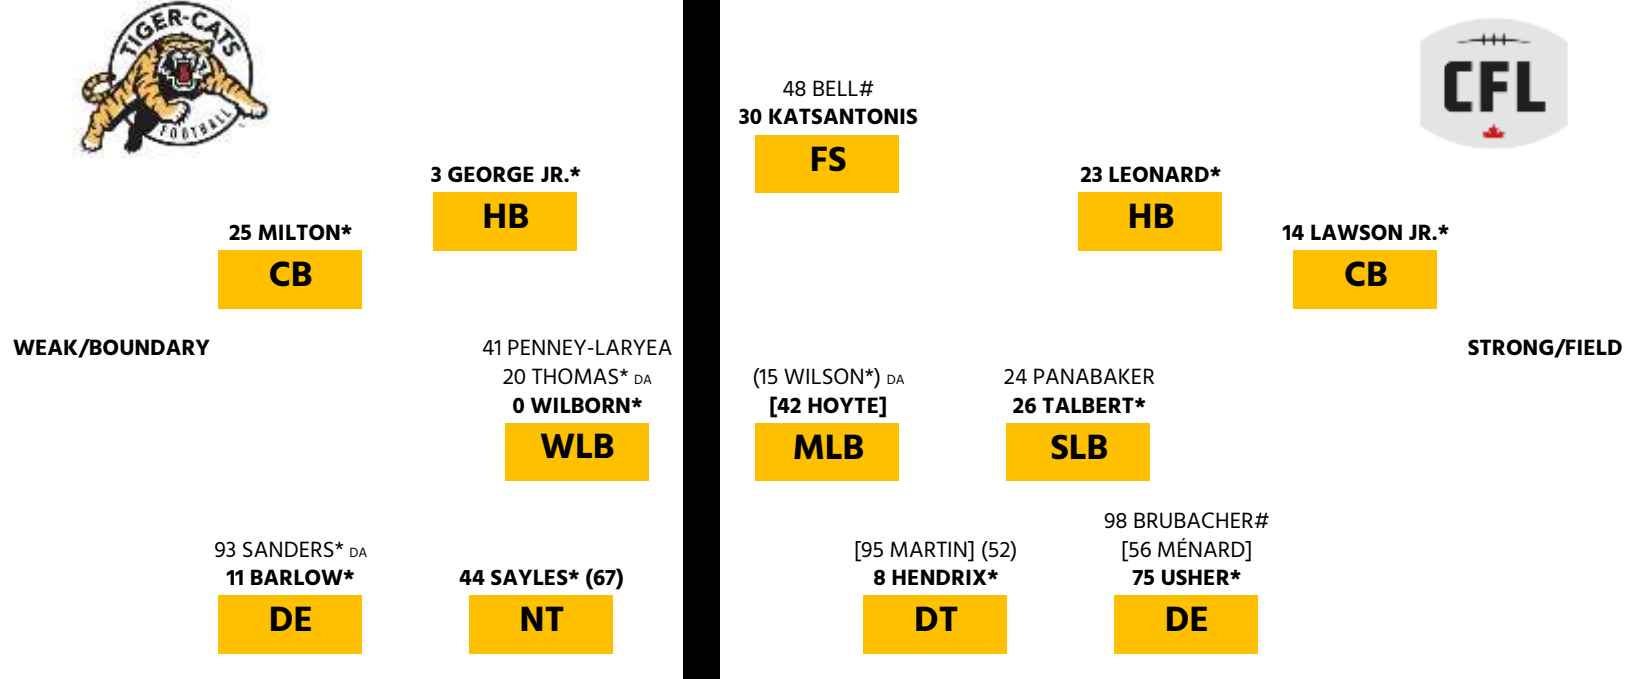 TIGER-CATS
FOOTBALL
CFL
48 BELL#
30 KATSANTONIS
FS
3 GEORGE JR.*
HB
23 LEONARD*
HB
25 MILTON*
CB
14 LAWSON JR.*
CB
WEAK/BOUNDARY
STRONG/FIELD
41 PENNEY-LARYEA
20 THOMAS* DA
0 WILBORN*
WLB
(15 WILSON*) DA
[42 HOYTE]
MLB
24 PANABAKER
26 TALBERT*
SLB
93 SANDERS* DA
11 BARLOW*
DE
44 SAYLES* (67)
NT
[95 MARTIN] (52)
8 HENDRIX*
DT
98 BRUBACHER#
[56 MÉNARD]
75 USHER*
DE